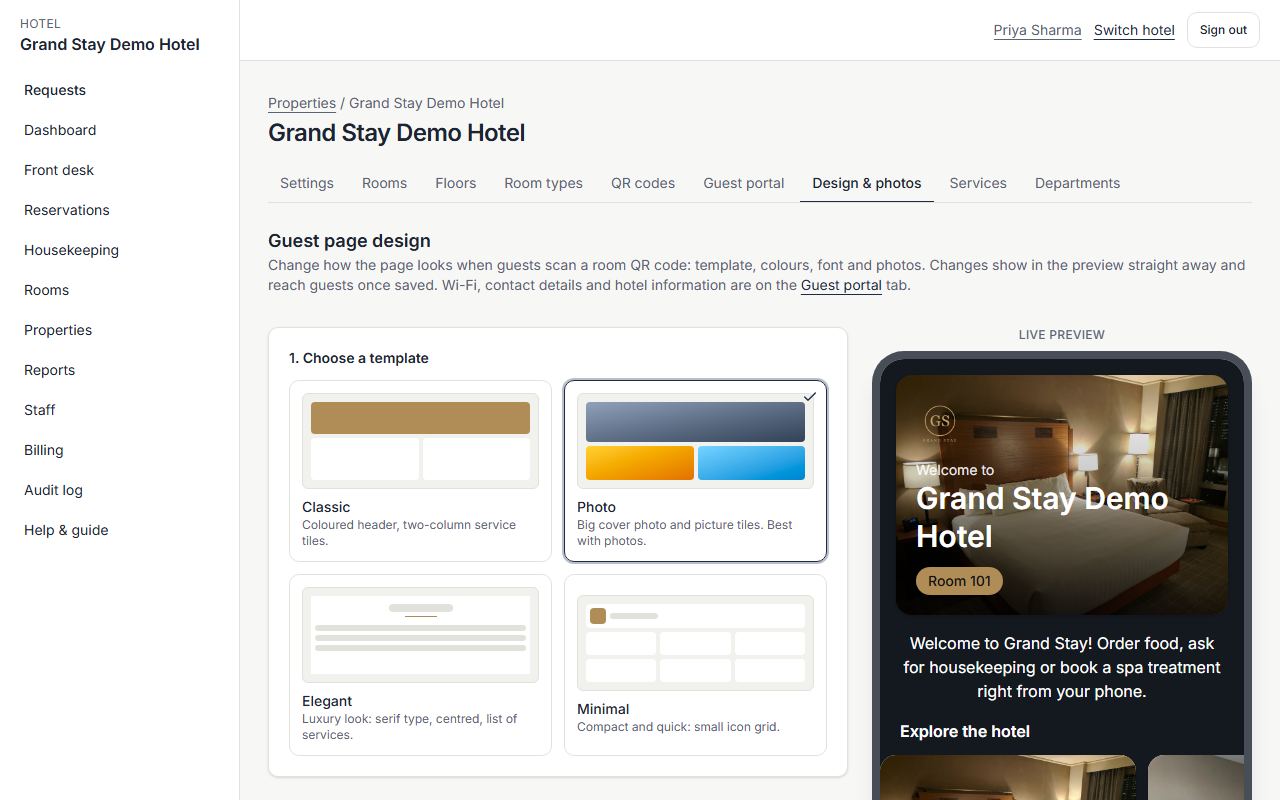 HOTEL
Grand Stay Demo Hotel
Requests
Dashboard
Front desk
Reservations
Housekeeping
Rooms
Properties
Reports
Staff
Billing
Audit log
Help & guide
Priya Sharma
Switch hotel
Sign out
Properties / Grand Stay Demo Hotel
Grand Stay Demo Hotel
Settings
Rooms
Floors
Room types
QR codes
Guest portal
Design & photos
Services
Departments
Guest page design
Change how the page looks when guests scan a room QR code: template, colours, font and photos. Changes show in the preview straight away and
reach guests once saved. Wi-Fi, contact details and hotel information are on the Guest portal tab.
1. Choose a template
Classic
Coloured header, two-column service
tiles.
Photo
Big cover photo and picture tiles. Best
with photos.
Elegant
Luxury look: serif type, centred, list of
services.
Minimal
Compact and quick: small icon grid.
LIVE PREVIEW
GS
GRAND STAY
Welcome to
Grand Stay Demo
Hotel
Room 101
Welcome to Grand Stay! Order food, ask
for housekeeping or book a spa treatment
right from your phone.
Explore the hotel